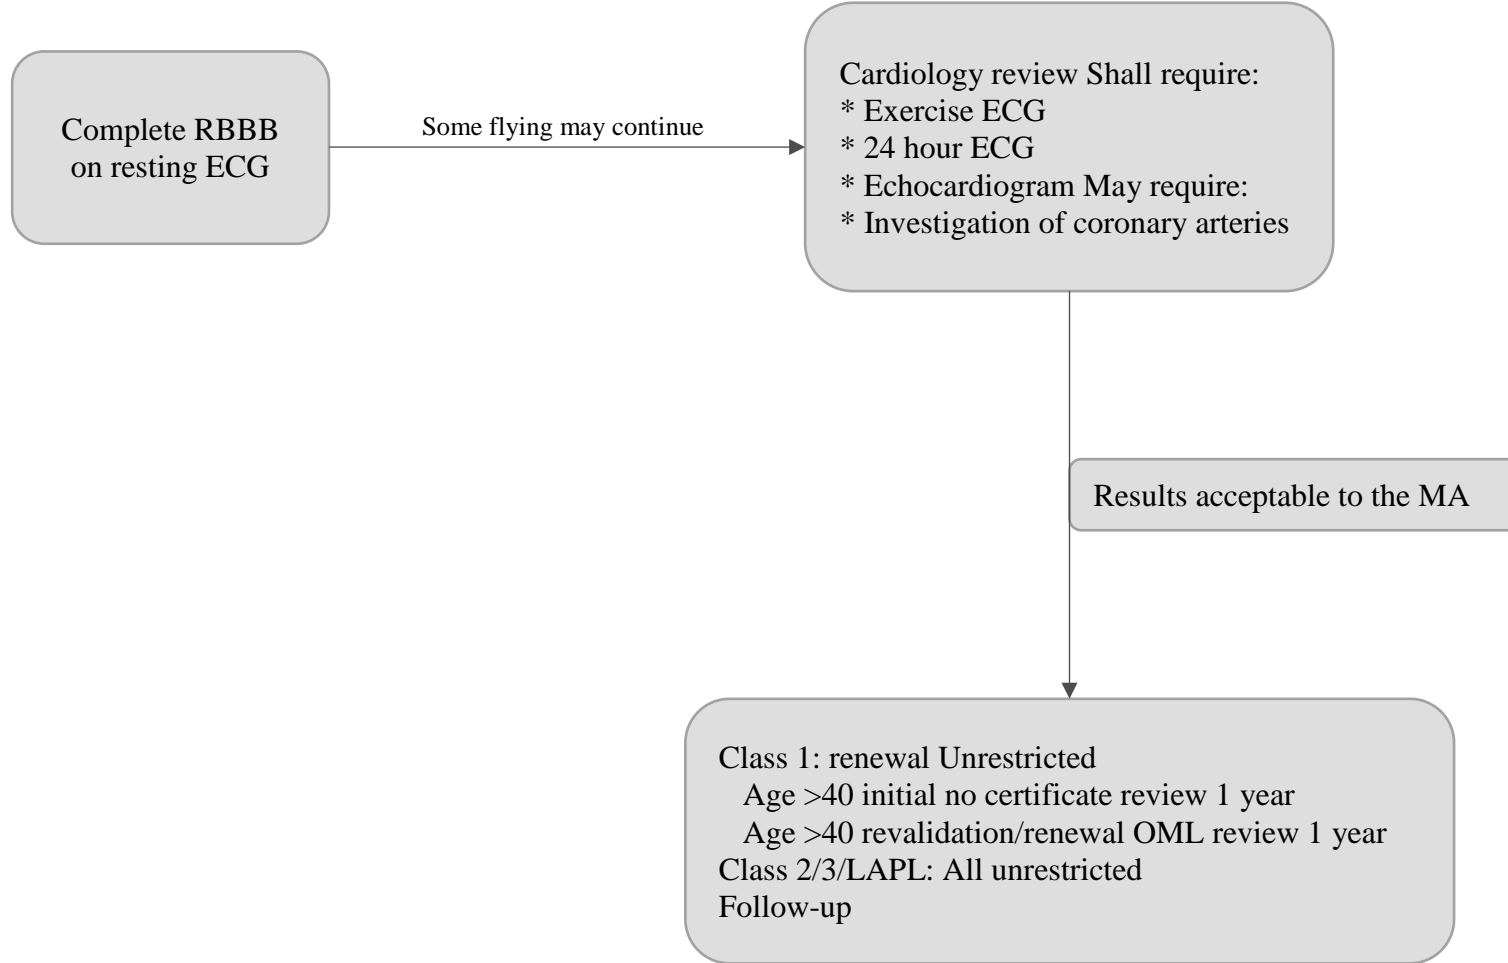 Complete RBBB
on resting ECG
Some flying may continue
Cardiology review Shall require:
* Exercise ECG
* 24 hour ECG
* Echocardiogram May require:
* Investigation of coronary arteries
Results acceptable to the MA
Class 1: renewal Unrestricted
Age >40 initial no certificate review 1 year
Age >40 revalidation/renewal OML review 1 year
Class 2/3/LAPL: All unrestricted
Follow-up